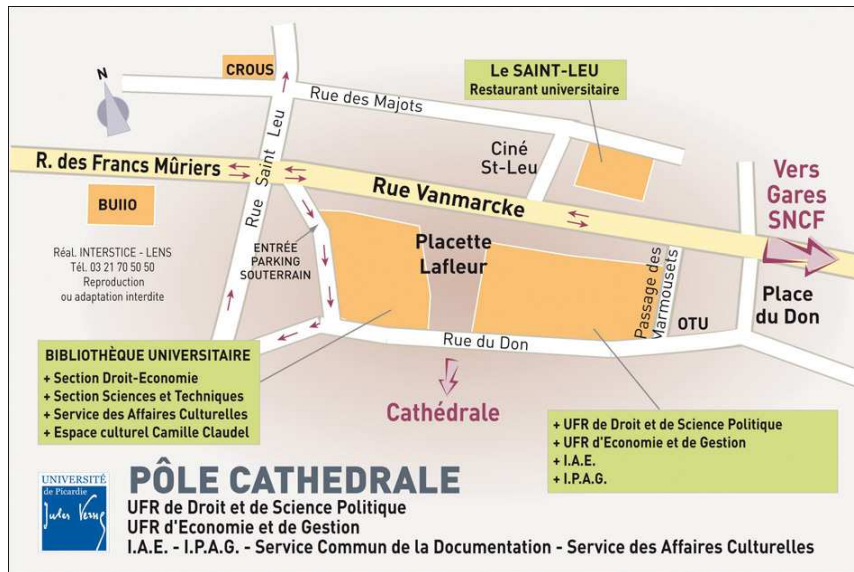 CROUS
N
Le SAINT-LEU
Restaurant universitaire
Rue des Majots
Ciné
St-Leu
R. des Francs Mûriers
Rue Saint Leu
Rue Vanmarcke
Vers
Gares
SNCF
BUIIO
ENTRÉE
PARKING
SOUTERRAIN
Placette
Lafleur
Passage des
Marmousets
Place
du Don
OTU
Réal. INTERSTICE - LENS
Tél. 03 21 70 50 50
Reproduction
ou adaptation interdite
Rue du Don
BIBLIOTHÈQUE UNIVERSITAIRE
+ Section Droit-Economie
+ Section Sciences et Techniques
+ Service des Affaires Culturelles
+ Espace culturel Camille Claudel
Cathédrale
+ UFR de Droit et de Science Politique
+ UFR d'Economie et de Gestion
+ I.A.E.
+ I.P.A.G.
UNIVERSITÉ
de Picardie
Jules Verne
PÔLE CATHEDRALE
UFR de Droit et de Science Politique
UFR d'Economie et de Gestion
I.A.E. - I.P.A.G. - Service Commun de la Documentation - Service des Affaires Culturelles